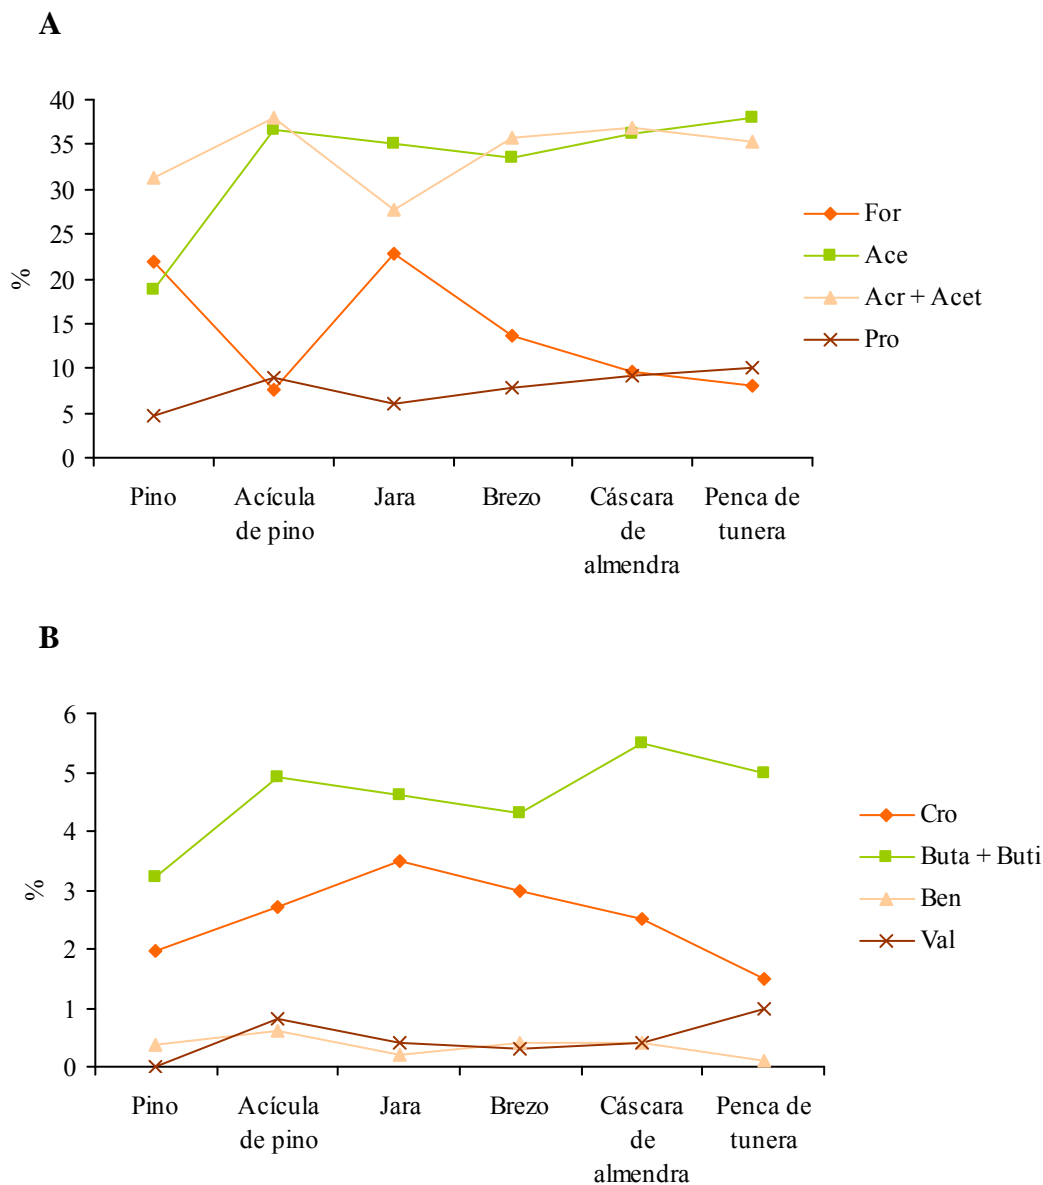 A
40
35
30
25
20
15
10
5
0
%
Pino
Acícula
de pino
Jara
Brezo
Cáscara
de
almendra
Penca de
tunera
For
Ace
Acr + Acet
Pro
B
6
5
4
3
2
1
0
%
Pino
Acícula
de pino
Jara
Brezo
Cáscara
de
almendra
Penca de
tunera
Cro
Buta + Buti
Ben
Val